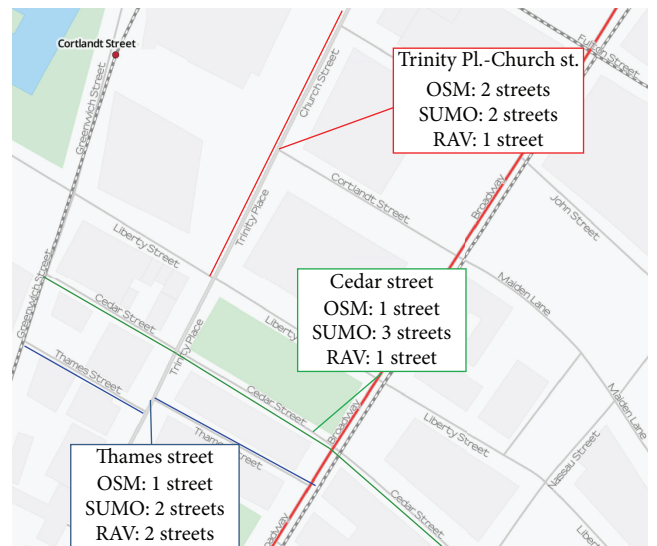 Cortlandt Street
Fulton Street
Trinity Pl.-Church st.
OSM: 2 streets
SUMO: 2 streets
RAV: 1 street
Church Street
Greenwich Street
Broadway
Cortlandt Street
John Street
Trinity Place
Liberty Street
Maiden Lane
Greenwich Street
Cedar street
OSM: 1 street
SUMO: 3 streets
RAV: 1 street
Cedar Street
Trinity Place
Thames Street
Cedar Street
Broadway
Maiden Lane
Liberty Street
Nassau Street
Thames street
OSM: 1 street
SUMO: 2 streets
RAV: 2 streets
Cedar Street
Broadway